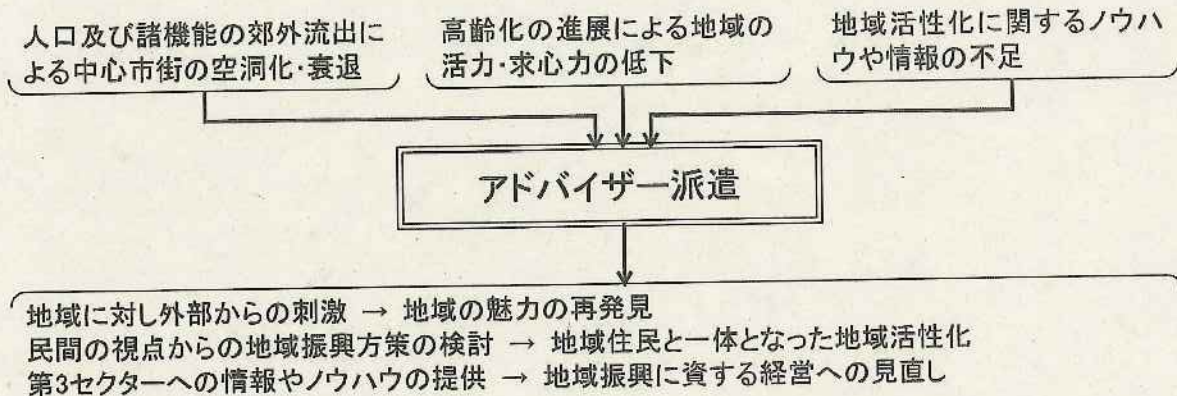 人口及び諸機能の郊外流出に
よる中心市街の空洞化・衰退
高齢化の進展による地域の
活力・求心力の低下
地域活性化に関するノウハ
ウや情報の不足
アドバイザー派遣
地域に対し外部からの刺激 → 地域の魅力の再発見
民間の視点からの地域振興方策の検討 → 地域住民と一体となった地域活性化
第3セクターへの情報やノウハウの提供 → 地域振興に資する経営への見直し